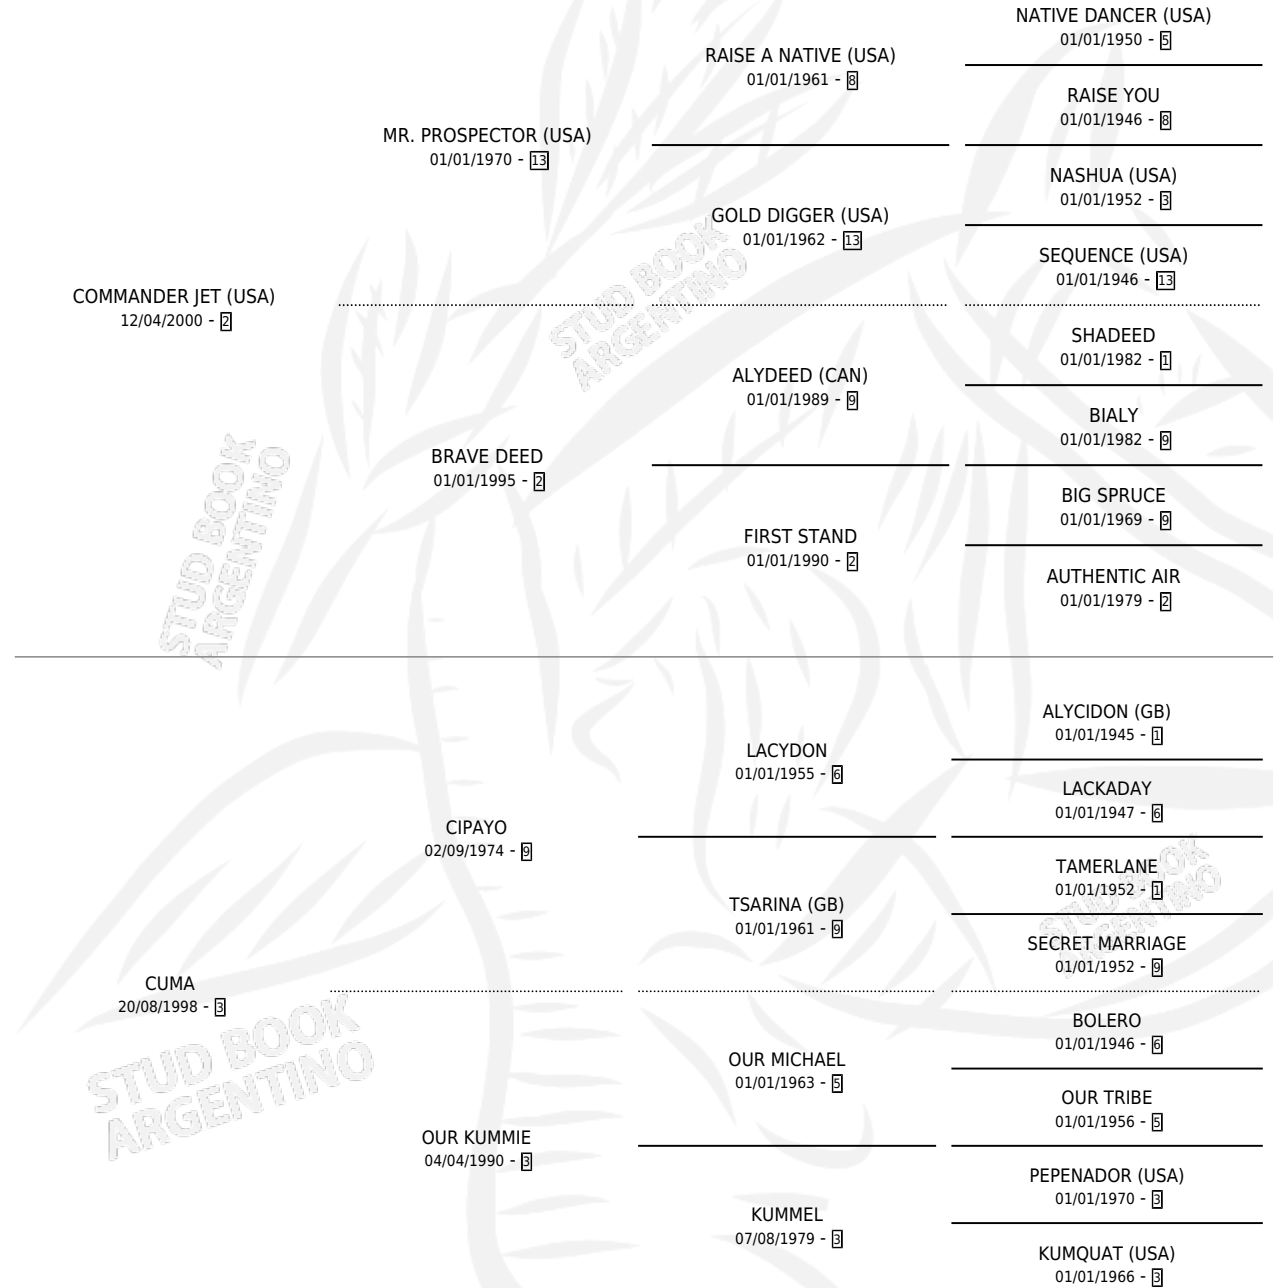 NATIVE DANCER (USA)
01/01/1950 - 5
RAISE A NATIVE (USA)
01/01/1961 - 8
RAISE YOU
01/01/1946 - 8
MR. PROSPECTOR (USA)
01/01/1970 - 13
NASHUA (USA)
01/01/1952 - 3
GOLD DIGGER (USA)
01/01/1962 - 13
SEQUENCE (USA)
01/01/1946 - 13
COMMANDER JET (USA)
12/04/2000 - 2
STUD BOOK
ARGENTINO
SHADEED
01/01/1982 - 1
ALYDEED (CAN)
01/01/1989 - 9
BIALY
01/01/1982 - 9
BRAVE DEED
01/01/1995 - 2
BIG SPRUCE
01/01/1969 - 9
FIRST STAND
01/01/1990 - 2
AUTHENTIC AIR
01/01/1979 - 2
STUD BOOK
ARGENTINO
ALYCIDON (GB)
01/01/1945 - 1
LACYDON
01/01/1955 - 6
LACKADAY
01/01/1947 - 6
CIPAYO
02/09/1974 - 9
TAMERLANE
01/01/1952 - 1
TSARINA (GB)
01/01/1961 - 9
SECRET MARRIAGE
01/01/1952 - 9
STUD BOOK
ARGENTINO
CUMA
20/08/1998 - 3
BOLERO
01/01/1946 - 6
OUR MICHAEL
01/01/1963 - 5
OUR TRIBE
01/01/1956 - 5
STUD BOOK
ARGENTINO
OUR KUMMIE
04/04/1990 - 3
PEPENADOR (USA)
01/01/1970 - 3
KUMMEL
07/08/1979 - 3
KUMQUAT (USA)
01/01/1966 - 3